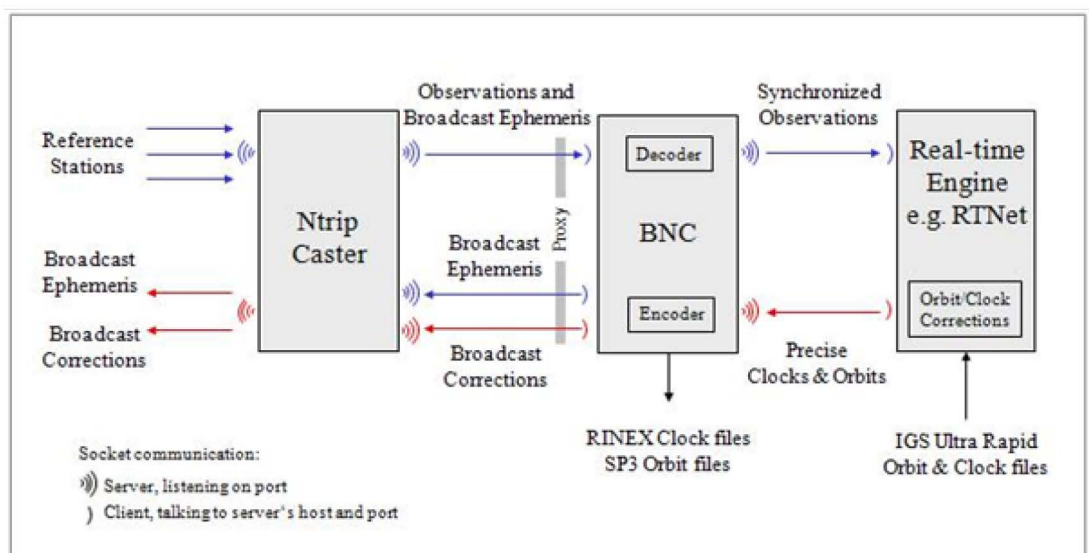 Reference
Stations
Broadcast
Ephemeris
Broadcast
Corrections
Ntrip
Caster
Observations and
Broadcast Ephemeris
Proxy
Broadcast
Ephemeris
Broadcast
Corrections
Decoder
BNC
Encoder
RINEX Clock files
SP3 Orbit files
Synchronized
Observations
Precise
Clocks & Orbits
Real-time
Engine
e.g. RTNet
Orbit/Clock
Corrections
IGS Ultra Rapid
Orbit & Clock files
Socket communication:
Server, listening on port
Client, talking to server's host and port